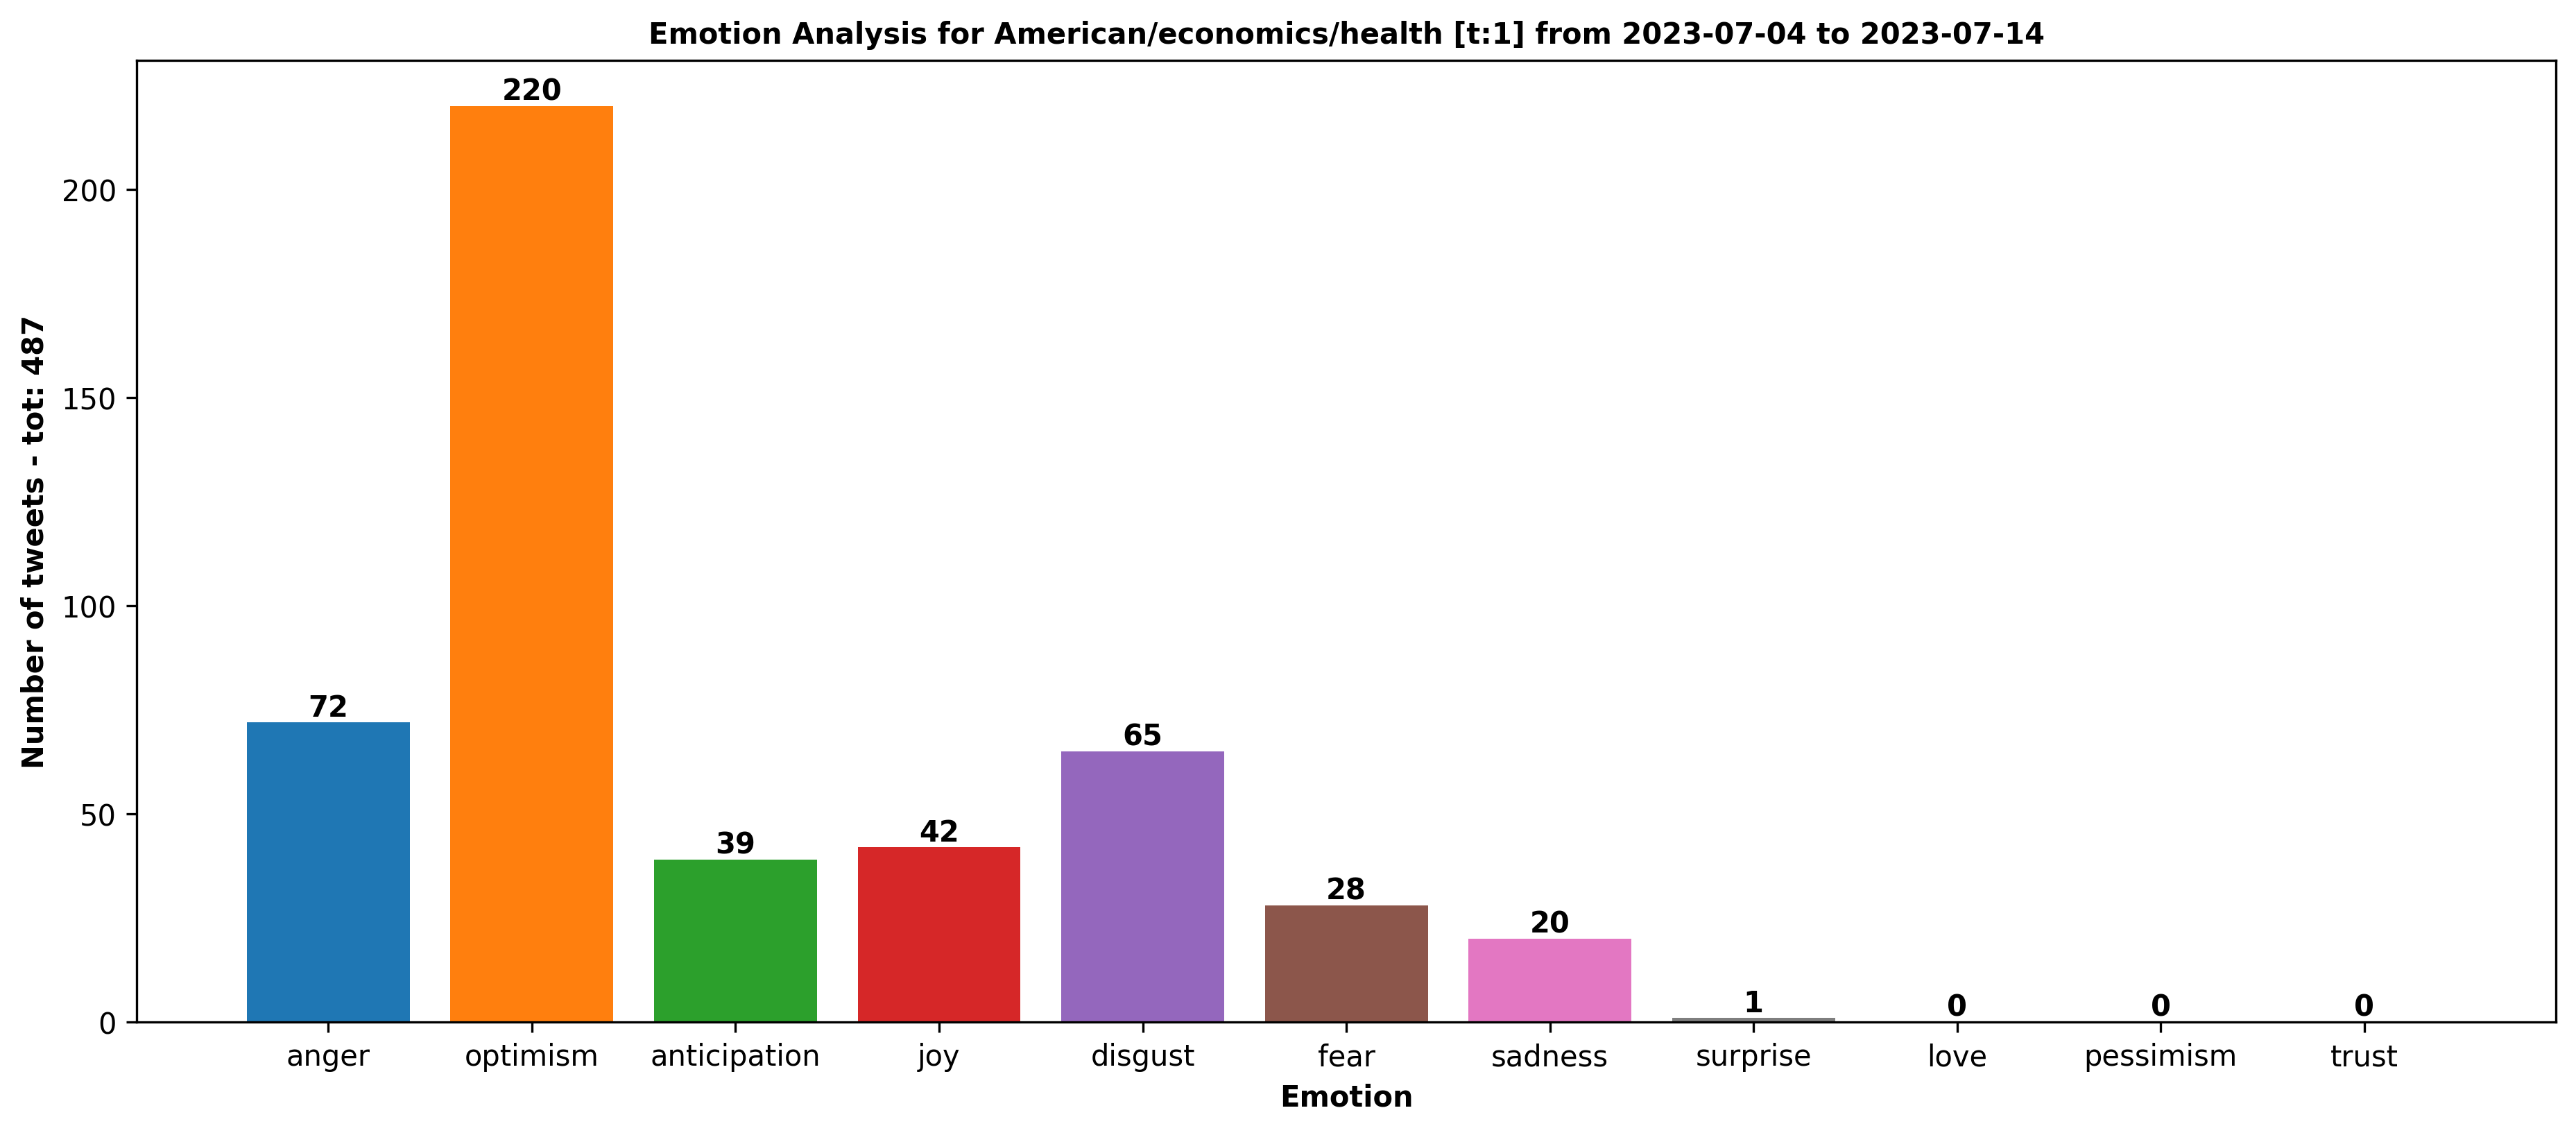 Emotion Analysis for American/economics/health [t:1] from 2023-07-04 to 2023-07-14
Number of tweets - tot: 487
200
150
100
50
0
72
220
39
42
65
28
20
1
0
0
0
anger
optimism
anticipation
joy
disgust
fear
sadness
surprise
love
pessimism
trust
Emotion